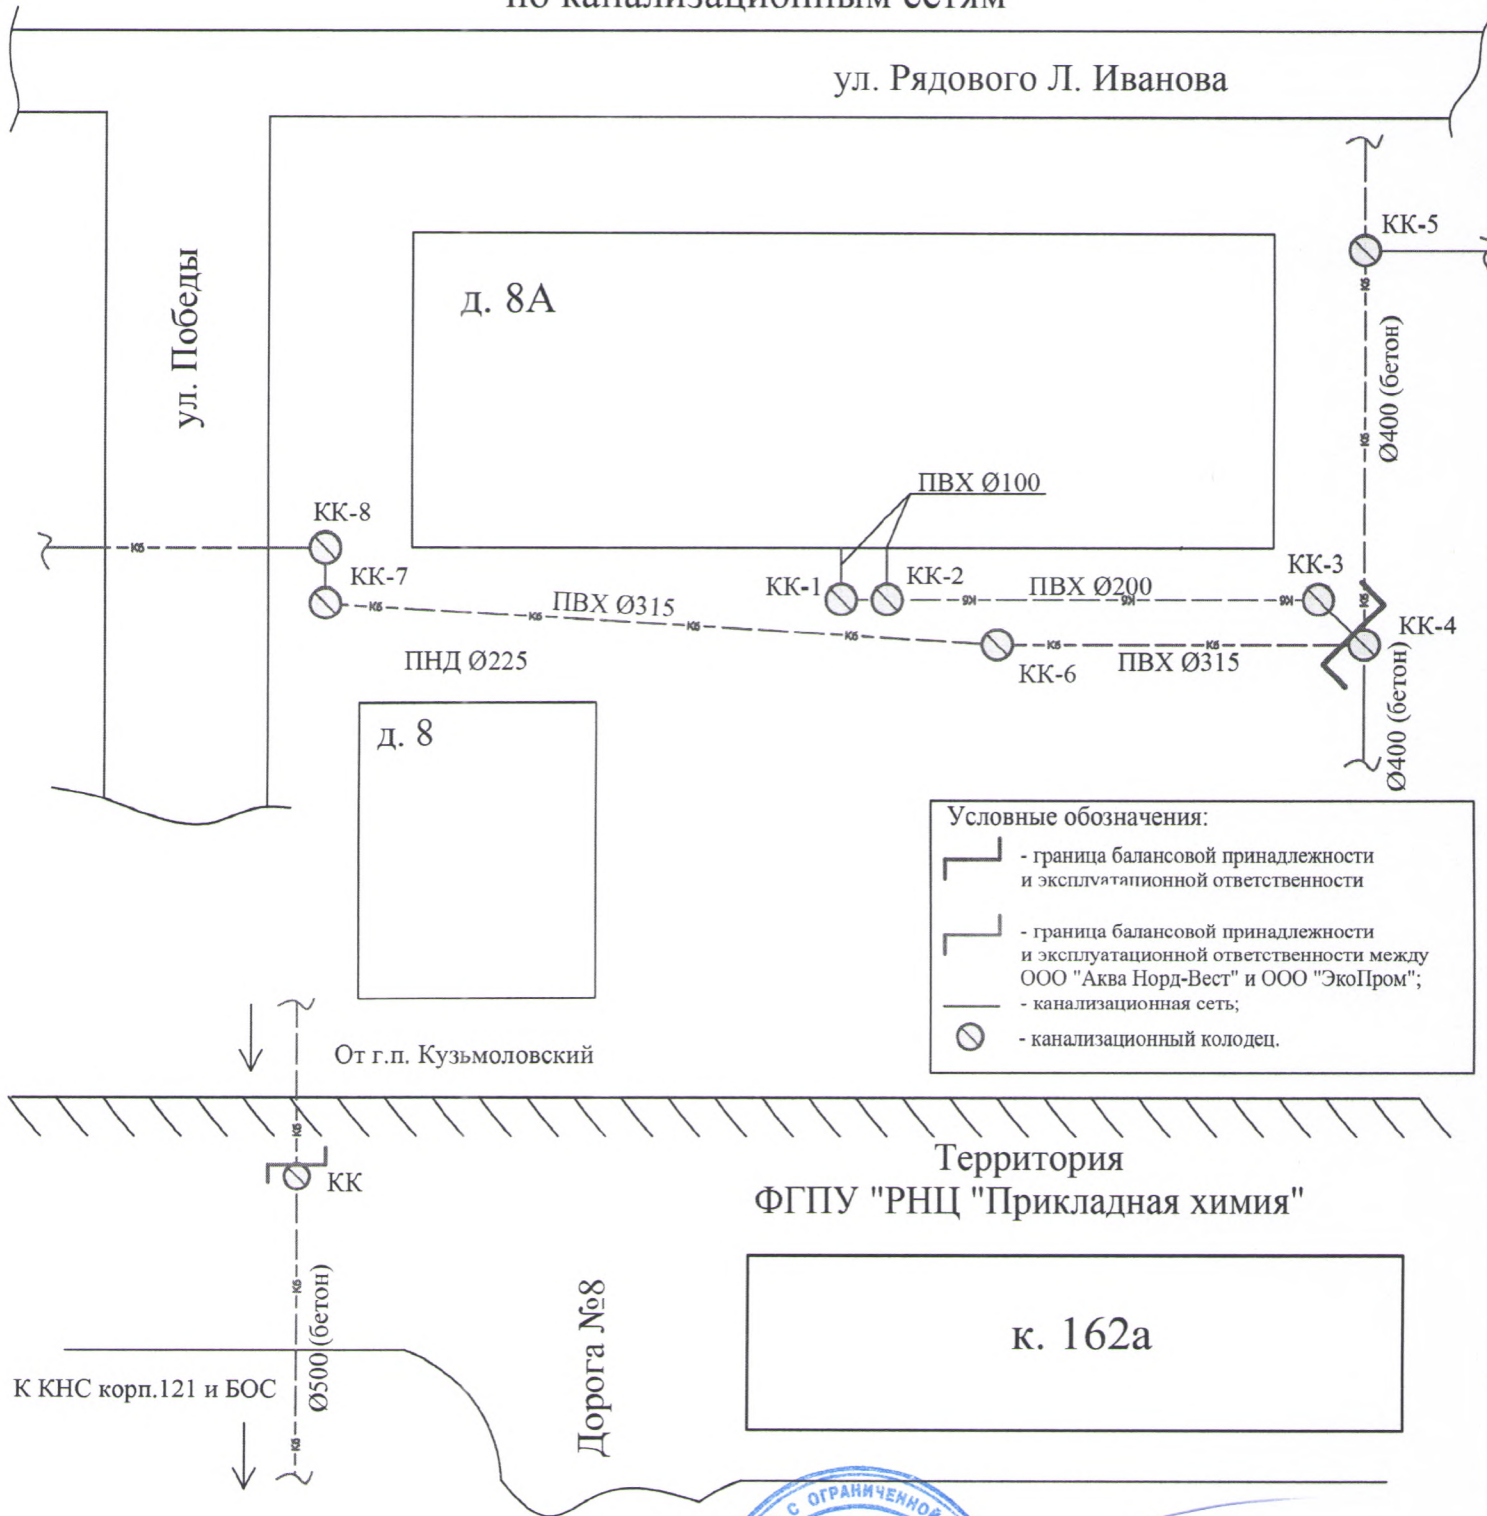 по канализационным сетям
ул. Рядового Л. Иванова
ул. Победы
КК-5
д. 8А
Ø400 (бетон)
ПВХ Ø100
КК-8
КК-7
КК-1
КК-2
КК-3
ПВХ Ø315
ПВХ Ø200
КК-4
ПНД Ø225
КК-6
ПВХ Ø315
Ø400 (бетон)
д. 8
Условные обозначения:
- граница балансовой принадлежности
и эксплуатационной ответственности
- граница балансовой принадлежности
и эксплуатационной ответственности между
ООО "Аква Норд-Вест" и ООО "ЭкоПром";
- канализационная сеть;
- канализационный колодец.
От г.п. Кузьмоловский
КК
Территория
ФГПУ "РНЦ "Прикладная химия"
Ø500 (бетон)
Дорога №8
к. 162а
К КНС корп.121 и БОС
С ОГРАНИЧЕННОЙ